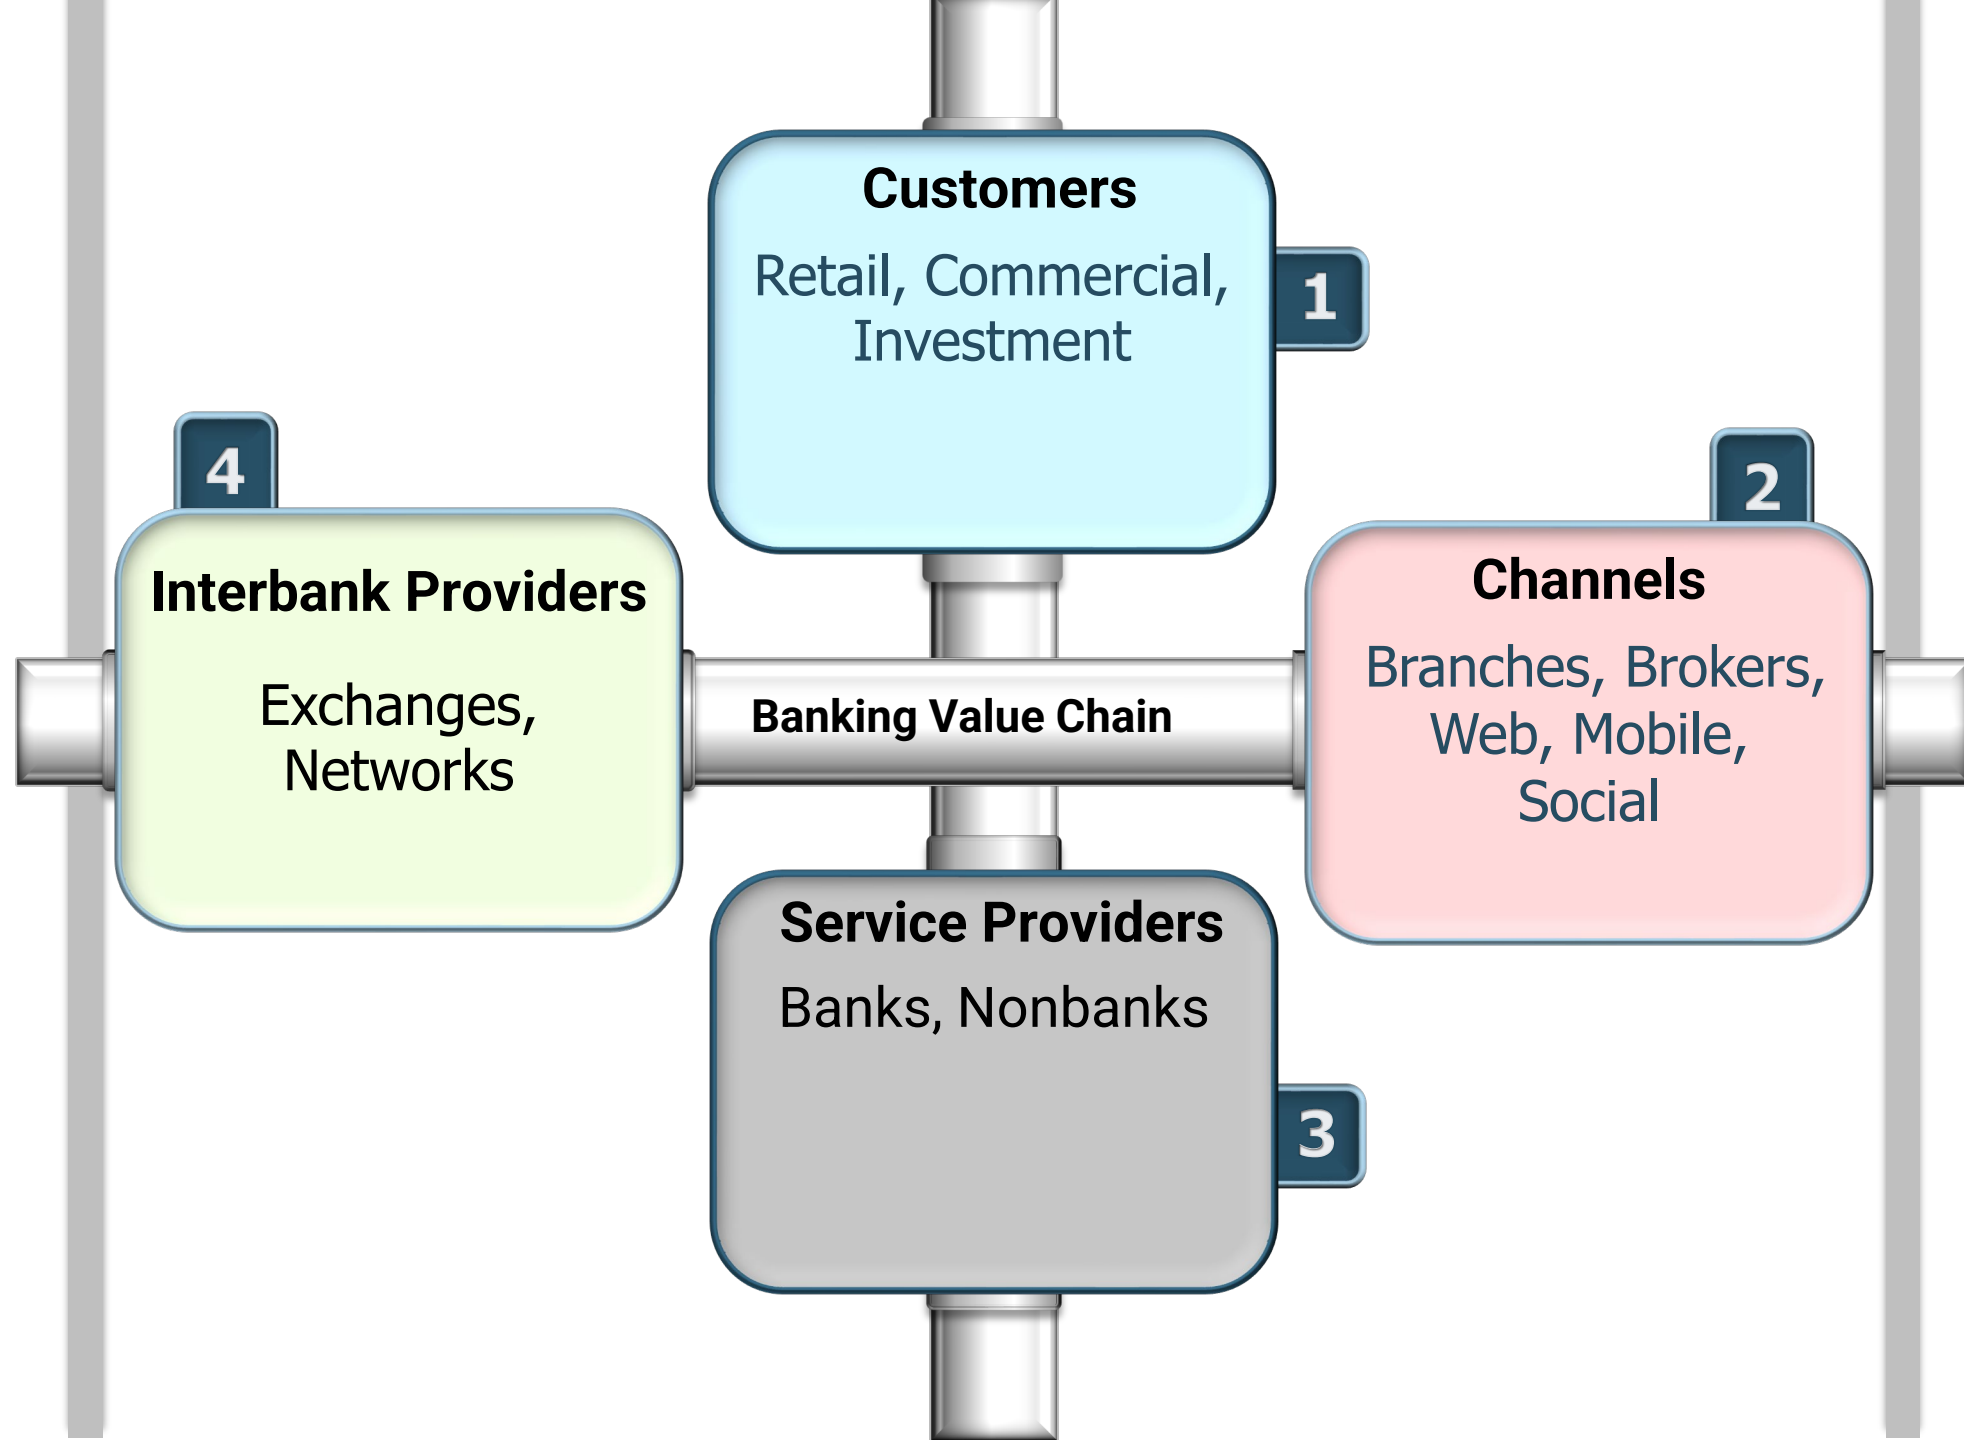 Customers
Retail, Commercial,
Investment
1
2
Channels
Branches, Brokers,
Web, Mobile,
Social
3
Service Providers
Banks, Nonbanks
4
Interbank Providers
Exchanges,
Networks
Banking Value Chain